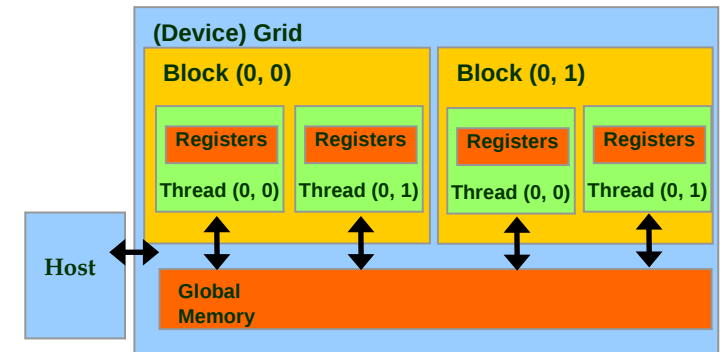 (Device) Grid
Block (0, 0)
Registers
Thread (0, 0)
Registers
Thread (0, 1)
Block (0, 1)
Registers
Thread (0, 0)
Registers
Thread (0, 1)
Host
Global
Memory